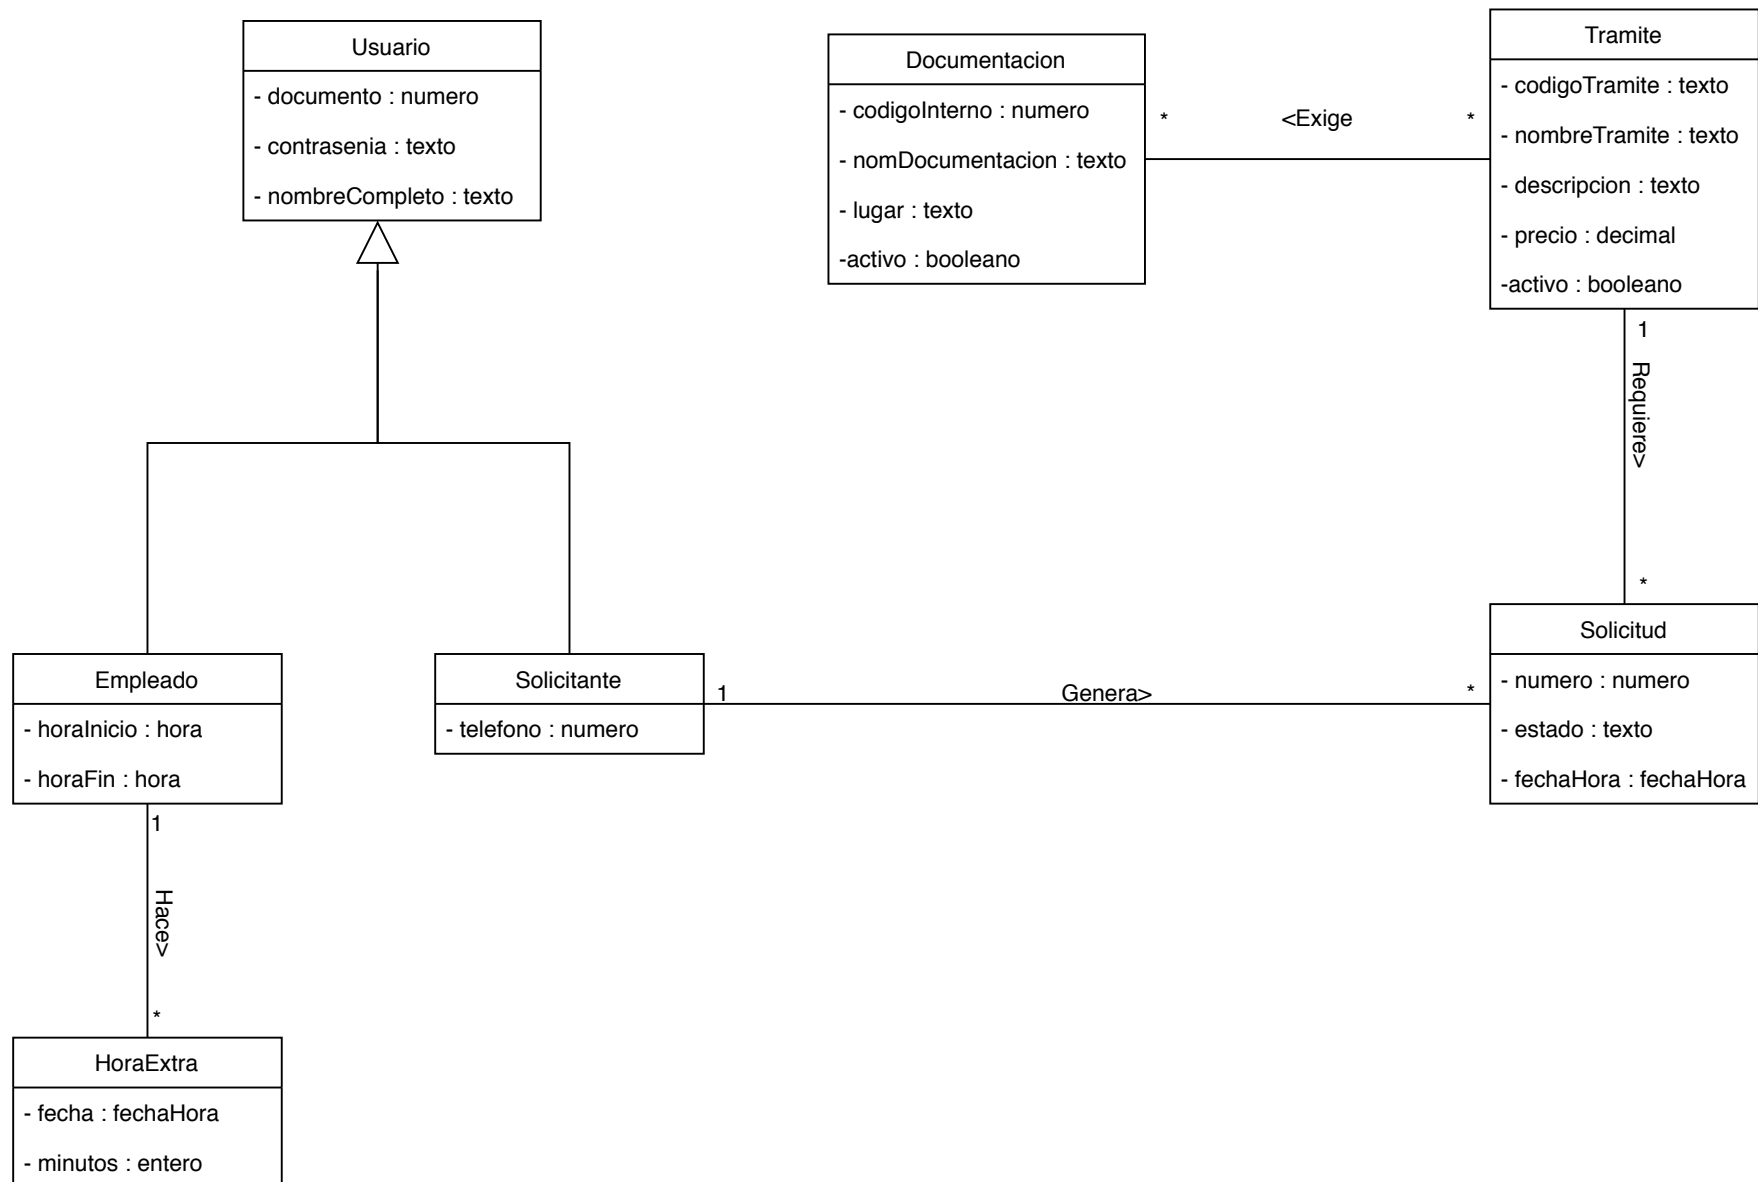 Usuario
- documento : numero
- contrasenia : texto
- nombreCompleto : texto
Documentacion
- codigoInterno : numero
- nomDocumentacion : texto
- lugar : texto
-activo : booleano
* <Exige *
Tramite
- codigoTramite : texto
- nombreTramite : texto
- descripcion : texto
- precio : decimal
-activo : booleano
1
Requiere>
*
Empleado
- horaInicio : hora
- horaFin : hora
Solicitante
- telefono : numero
1 Genera> *
Solicitud
- numero : numero
- estado : texto
- fechaHora : fechaHora
1
Hace>
*
HoraExtra
- fecha : fechaHora
- minutos : entero